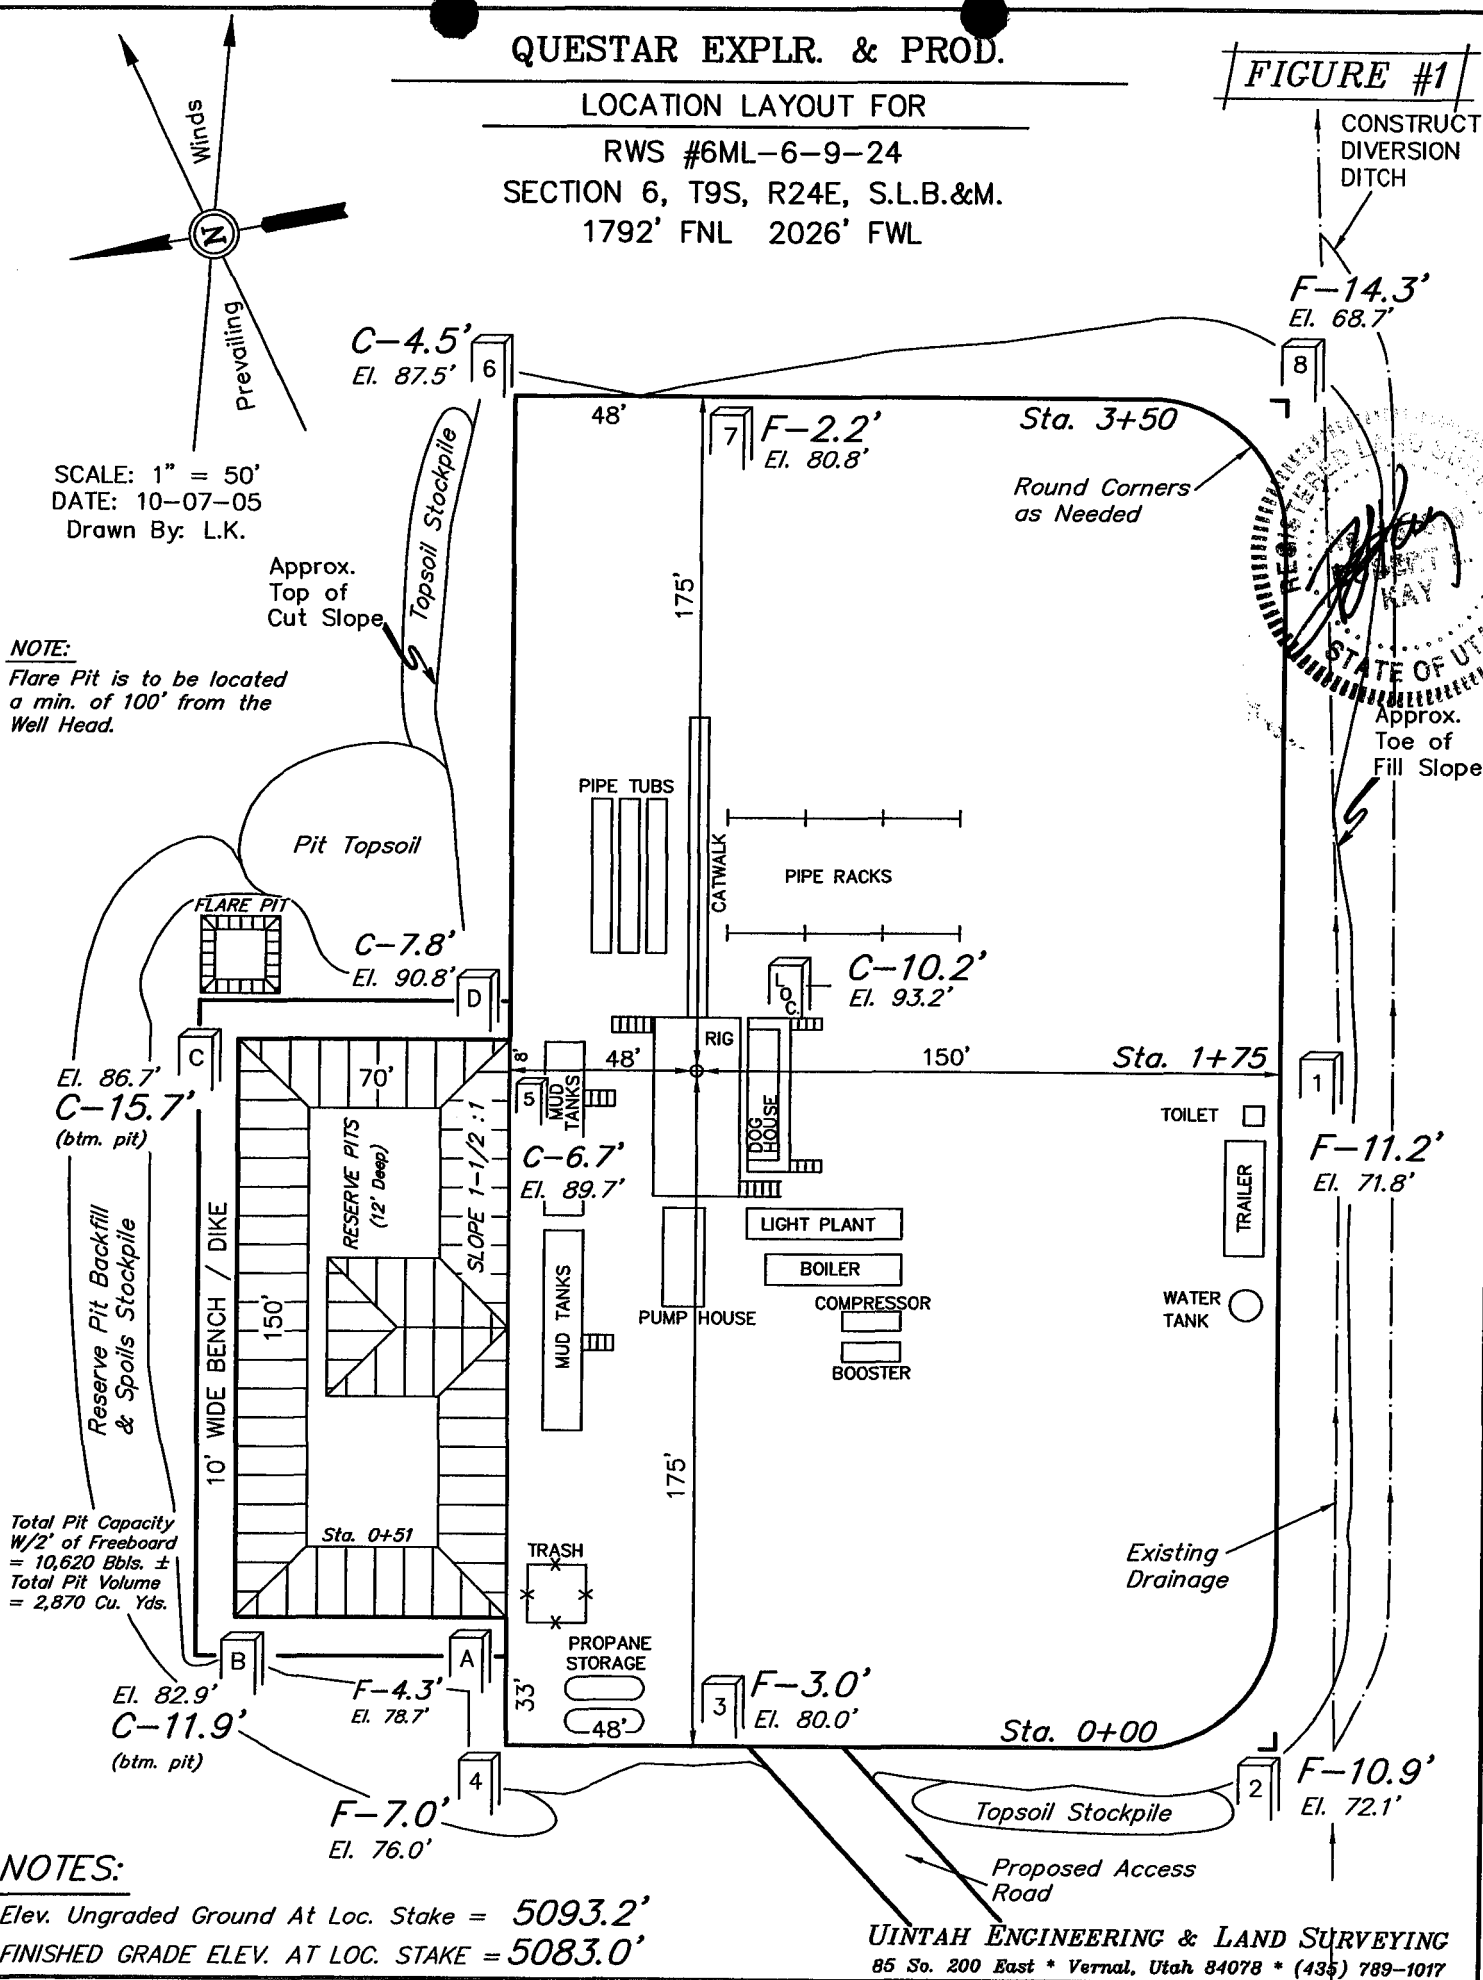 QUESTAR EXPLR. & PROD.
FIGURE #1
LOCATION LAYOUT FOR
RWS #6ML-6-9-24
SECTION 6, T9S, R24E, S.L.B.&M.
1792' FNL 2026' FWL
Winds
N
Prevailing
SCALE: 1" = 50'
DATE: 10-07-05
Drawn By: L.K.
CONSTRUCT
DIVERSION
DITCH
F-14.3'
El. 68.7'
8
C-4.5'
El. 87.5'
6
48'
7
F-2.2'
El. 80.8'
Sta. 3+50
Round Corners
as Needed
REGISTERED LAND
KAY
STATE OF UT
Topsoil Stockpile
Approx.
Top of
Cut Slope
175'
NOTE:
Flare Pit is to be located
a min. of 100' from the
Well Head.
Approx.
Toe of
Fill Slope
PIPE TUBS
CATWALK
PIPE RACKS
Pit Topsoil
FLARE PIT
C-7.8'
El. 90.8'
D
LOC.
C-10.2'
El. 93.2'
C
El. 86.7'
C-15.7'
(btm. pit)
70'
8'
48'
RIG
150'
Sta. 1+75
1
5
MUD
TANKS
DOG
HOUSE
TOILET
F-11.2'
El. 71.8'
C-6.7'
El. 89.7'
RESERVE PITS
(12' Deep)
SLOPE 1-1/2 :1
TRAILER
LIGHT PLANT
BOILER
COMPRESSOR
BOOSTER
PUMP HOUSE
MUD TANKS
WATER
TANK
Reserve Pit Backfill
& Spoils Stockpile
10' WIDE BENCH / DIKE
150'
175'
Total Pit Capacity
W/2' of Freeboard
= 10,620 Bbls. ±
Total Pit Volume
= 2,870 Cu. Yds.
Sta. 0+51
TRASH
Existing
Drainage
PROPANE
STORAGE
B
A
El. 82.9'
C-11.9'
(btm. pit)
F-4.3'
El. 78.7'
33'
48'
3
F-3.0'
El. 80.0'
Sta. 0+00
4
F-7.0'
El. 76.0'
2
F-10.9'
El. 72.1'
Topsoil Stockpile
Proposed Access
Road
NOTES:
Elev. Ungraded Ground At Loc. Stake = 5093.2'
FINISHED GRADE ELEV. AT LOC. STAKE = 5083.0'
UINTAH ENGINEERING & LAND SURVEYING
85 So. 200 East * Vernal, Utah 84078 * (435) 789-1017